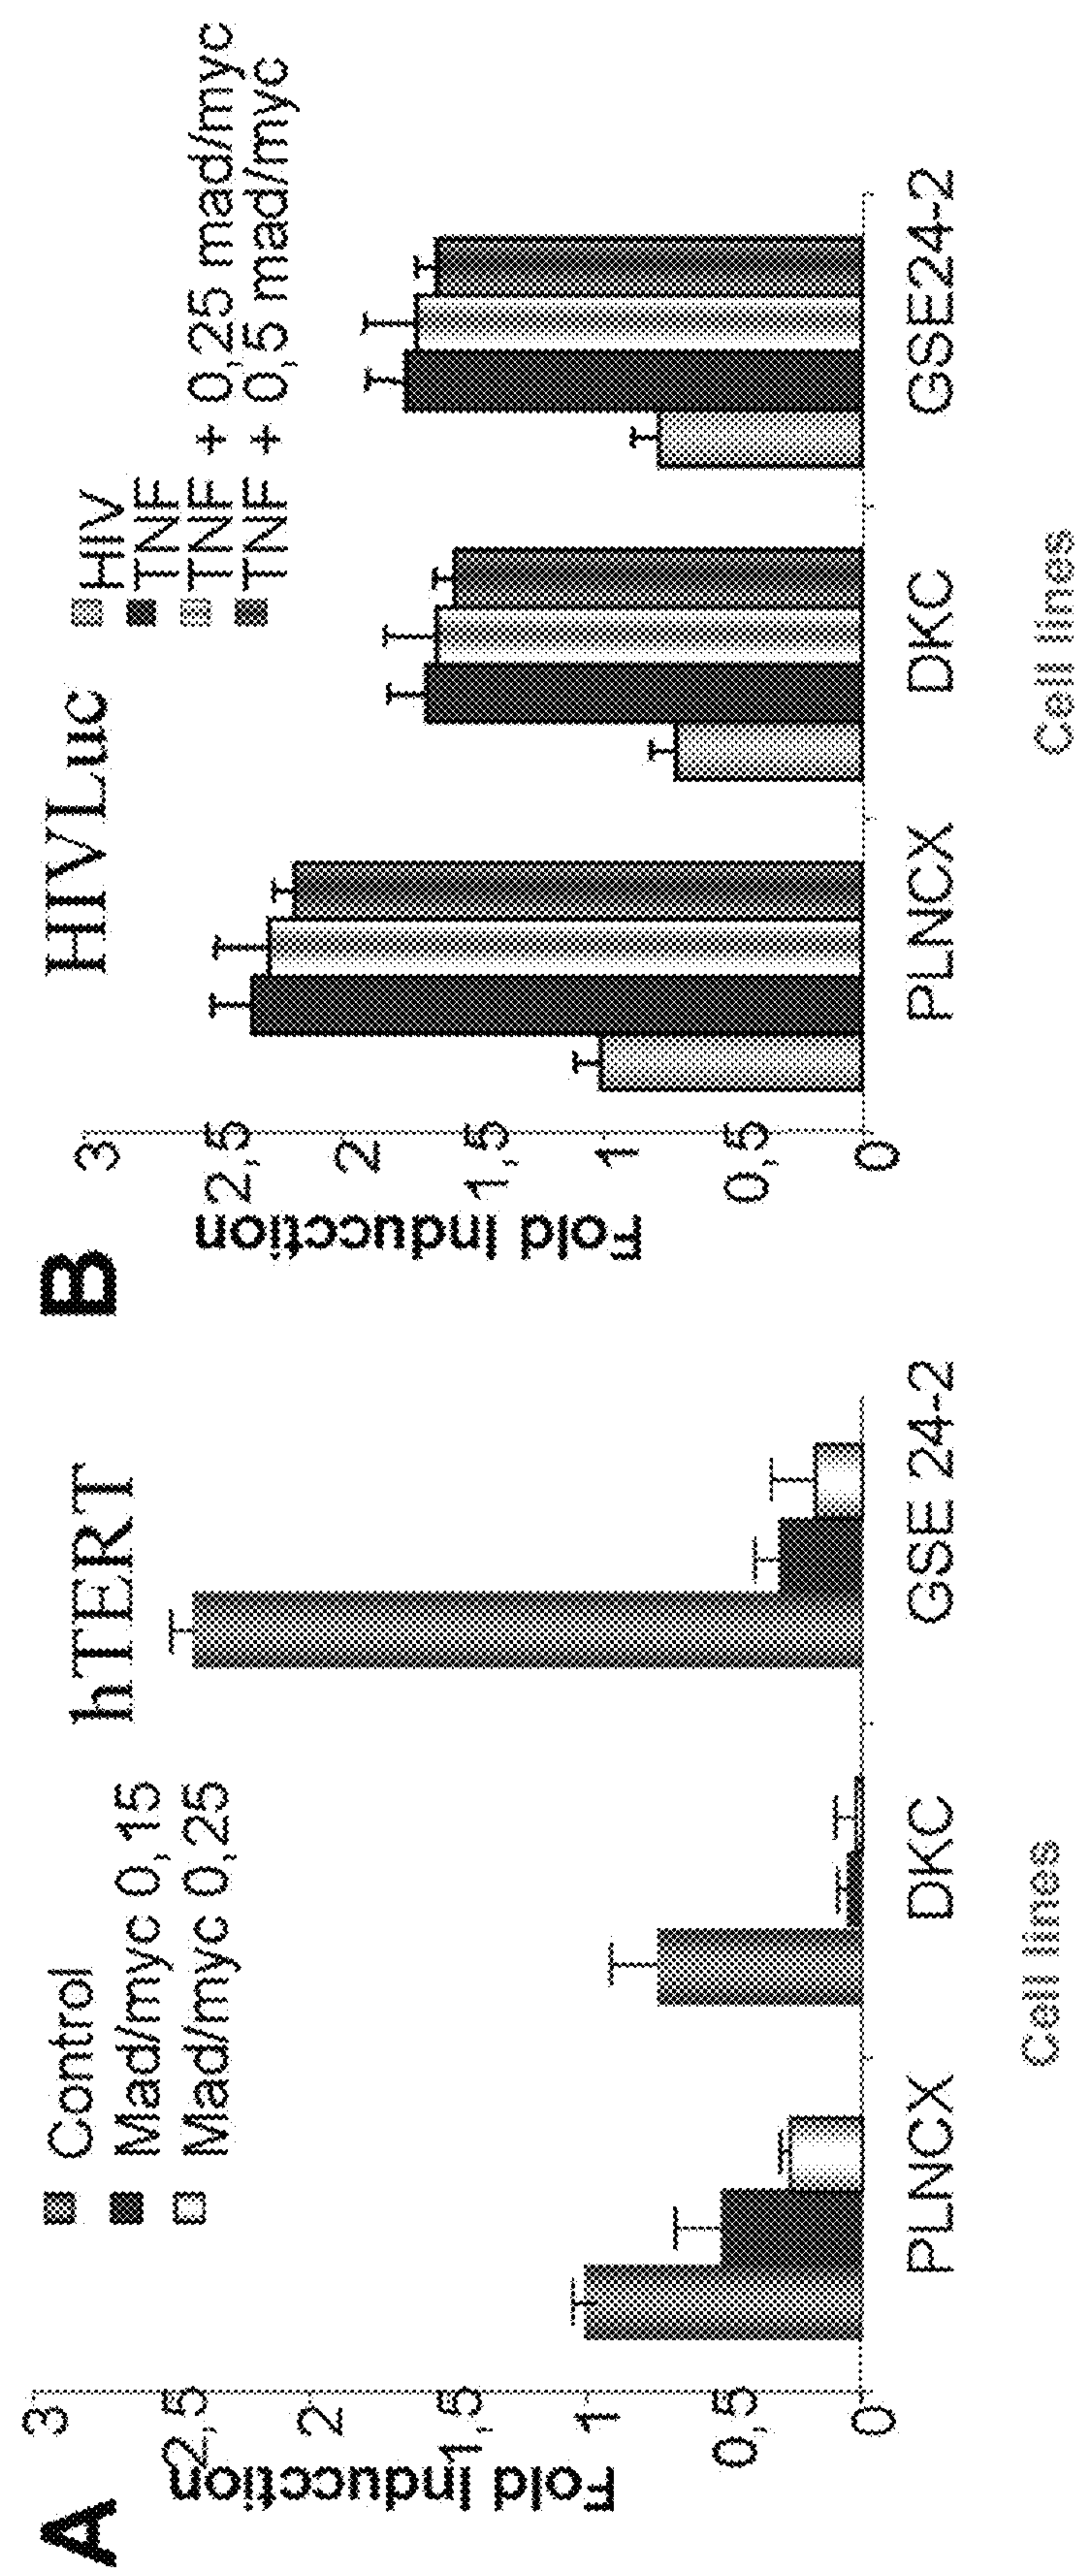 A
hTERT
Control
Mad/myc 0,15
Mad/myc 0,25
Fold inducction
3
2,5
2
1,5
1
0,5
0
PLNCX
DKC
GSE 24-2
Cell lines
B
HIVLuc
HIV
TNF
TNF + 0,25 mad/myc
TNF + 0,5 mad/myc
Fold inducction
3
2,5
2
1,5
1
0,5
0
PLNCX
DKC
GSE24-2
Cell lines